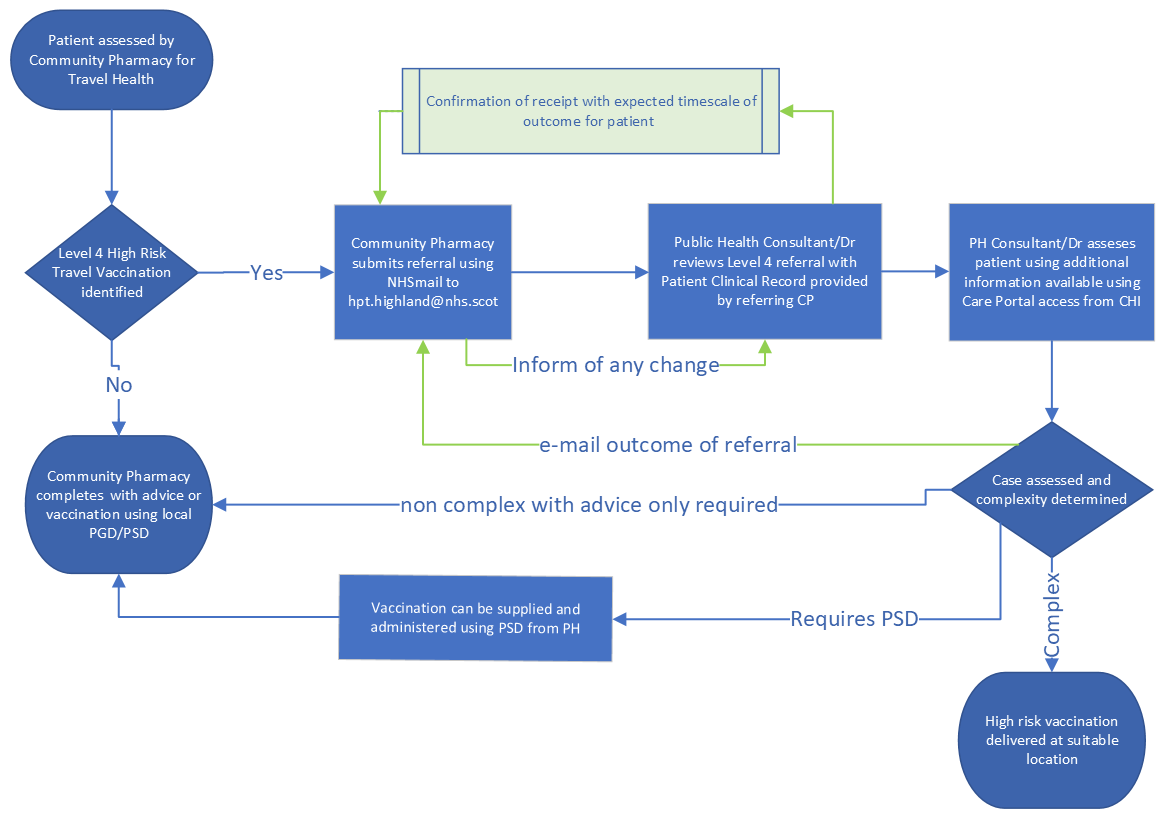 Patient assessed by
Community Pharmacy for
Travel Health
Confirmation of receipt with expected timescale of
outcome for patient
Level 4 High Risk
Travel Vaccination
identified
Yes
Community Pharmacy
submits referral using
NHSmail to
hpt.highland@nhs.scot
Public Health Consultant/Dr
reviews Level 4 referral with
Patient Clinical Record provided
by referring CP
PH Consultant/Dr asseses
patient using additional
information available using
Care Portal access from CHI
Inform of any change
No
e-mail outcome of referral
Community Pharmacy
completes with advice or
vaccination using local
PGD/PSD
non complex with advice only required
Case assessed and
complexity determined
Vaccination can be supplied and
administered using PSD from PH
Requires PSD
Complex
High risk vaccination
delivered at suitable
location